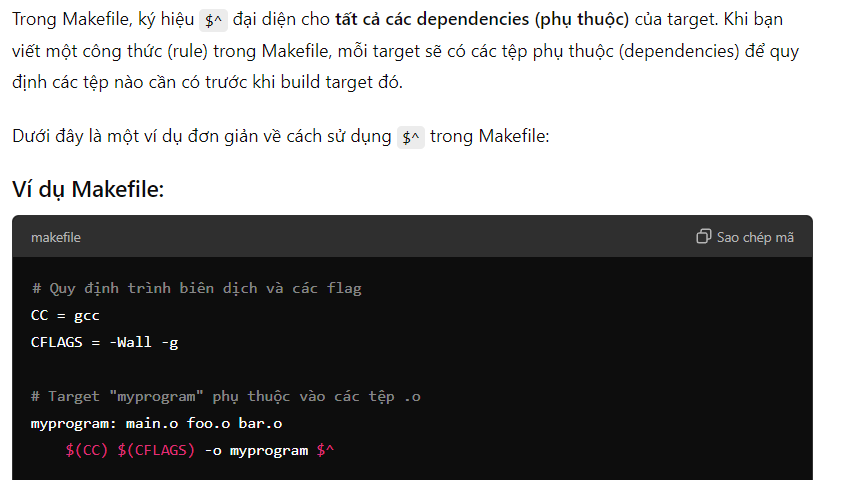 Trong Makefile, ký hiệu $^ đại diện cho tất cả các dependencies (phụ thuộc) của target. Khi bạn
viết một công thức (rule) trong Makefile, mỗi target sẽ có các tệp phụ thuộc (dependencies) để quy
định các tệp nào cần có trước khi build target đó.
Dưới đây là một ví dụ đơn giản về cách sử dụng $^ trong Makefile:
Ví dụ Makefile:
makefile
Sao chép mã
# Quy định trình biên dịch và các flag
CC = gcc
CFLAGS = -Wall -g
# Target "myprogram" phụ thuộc vào các tệp .o
myprogram: main.o foo.o bar.o
$(CC) $(CFLAGS) -o myprogram $^